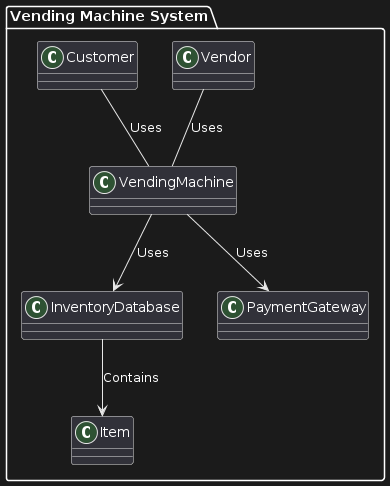 Vending Machine System
C Customer
C Vendor
Uses
Uses
C VendingMachine
Uses
Uses
C InventoryDatabase
C PaymentGateway
Contains
C Item